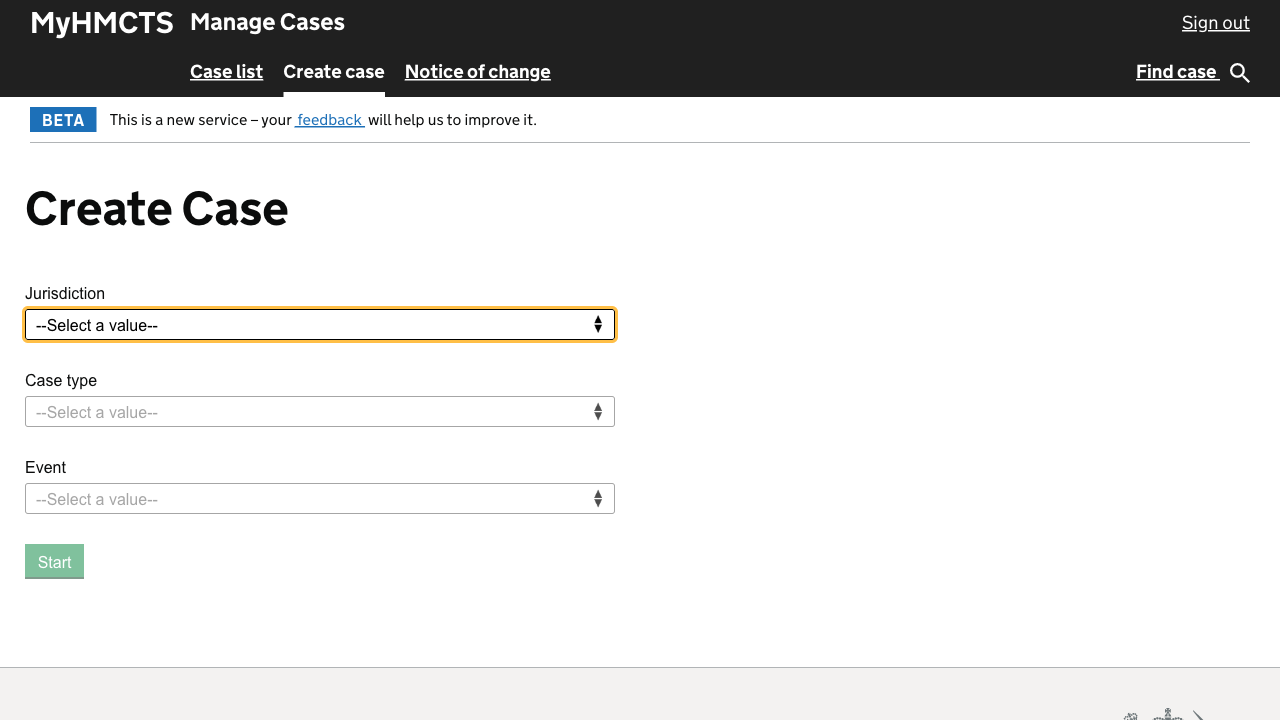 MyHMCTS Manage Cases Sign out
Case list Create case Notice of change Find case
BETA This is a new service – your feedback will help us to improve it.
Create Case
Jurisdiction
--Select a value--
Case type
--Select a value--
Event
--Select a value--
Start